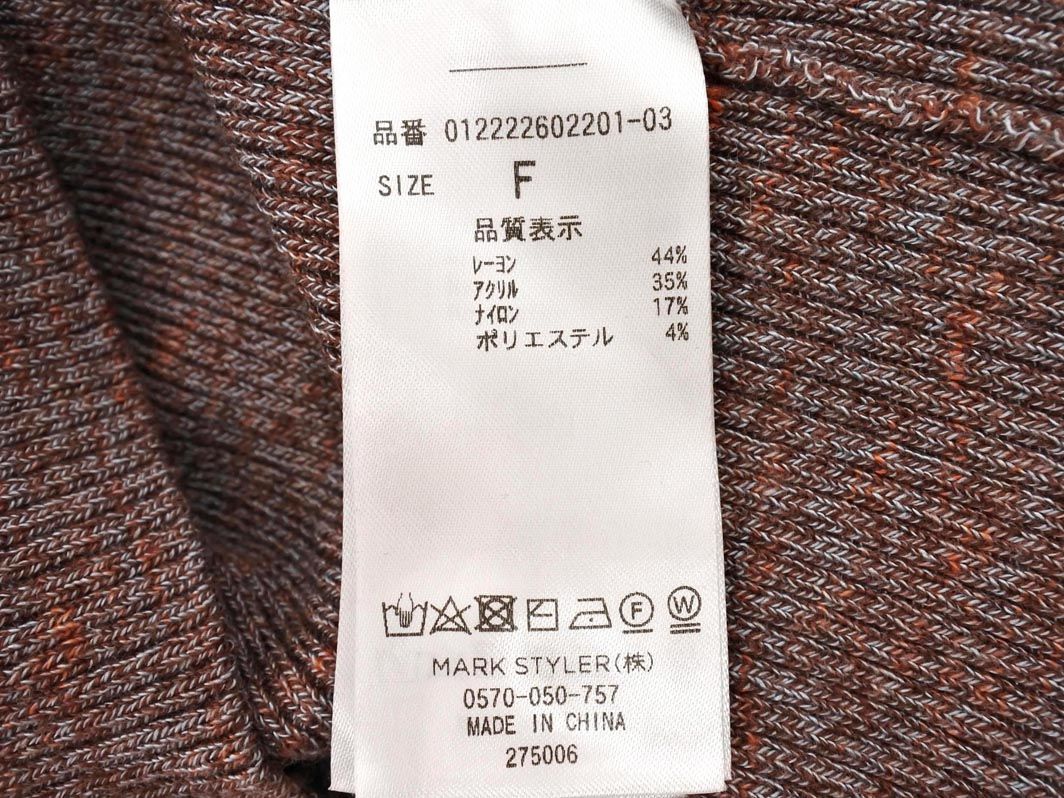 品番 012222602201-03
SIZE F
品質表示
ﾚｰﾖﾝ 44%
ｱｸﾘﾙ 35%
ﾅｲﾛﾝ 17%
ポリエステル 4%
F W
MARK STYLER(株)
0570-050-757
MADE IN CHINA
275006